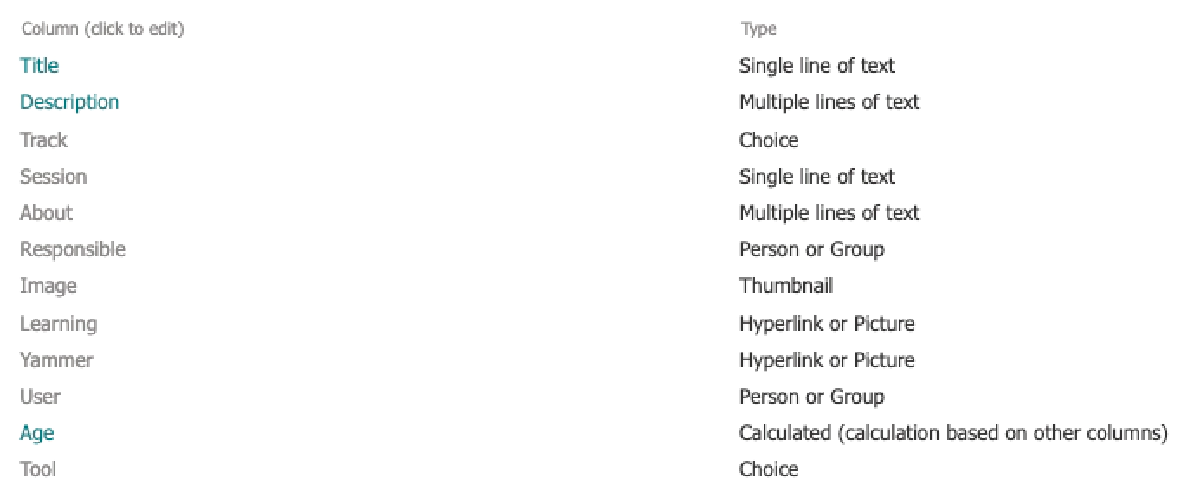 Column (click to edit) Type
Title Single line of text
Description Multiple lines of text
Track Choice
Session Single line of text
About Multiple lines of text
Responsible Person or Group
Image Thumbnail
Learning Hyperlink or Picture
Yammer Hyperlink or Picture
User Person or Group
Age Calculated (calculation based on other columns)
Tool Choice